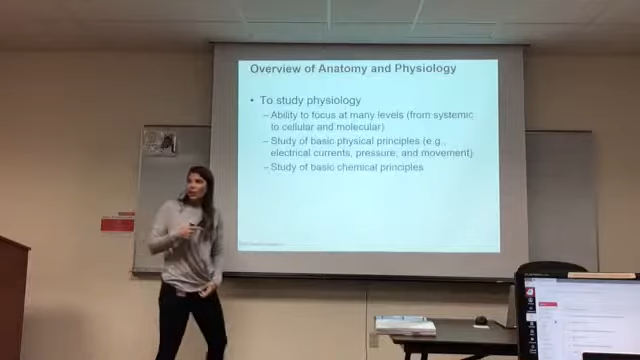 Overview of Anatomy and Physiology
• To study physiology
– Ability to focus at many levels (from systemic
to cellular and molecular)
– Study of basic physical principles (e.g.,
electrical currents, pressure, and movement)
– Study of basic chemical principles